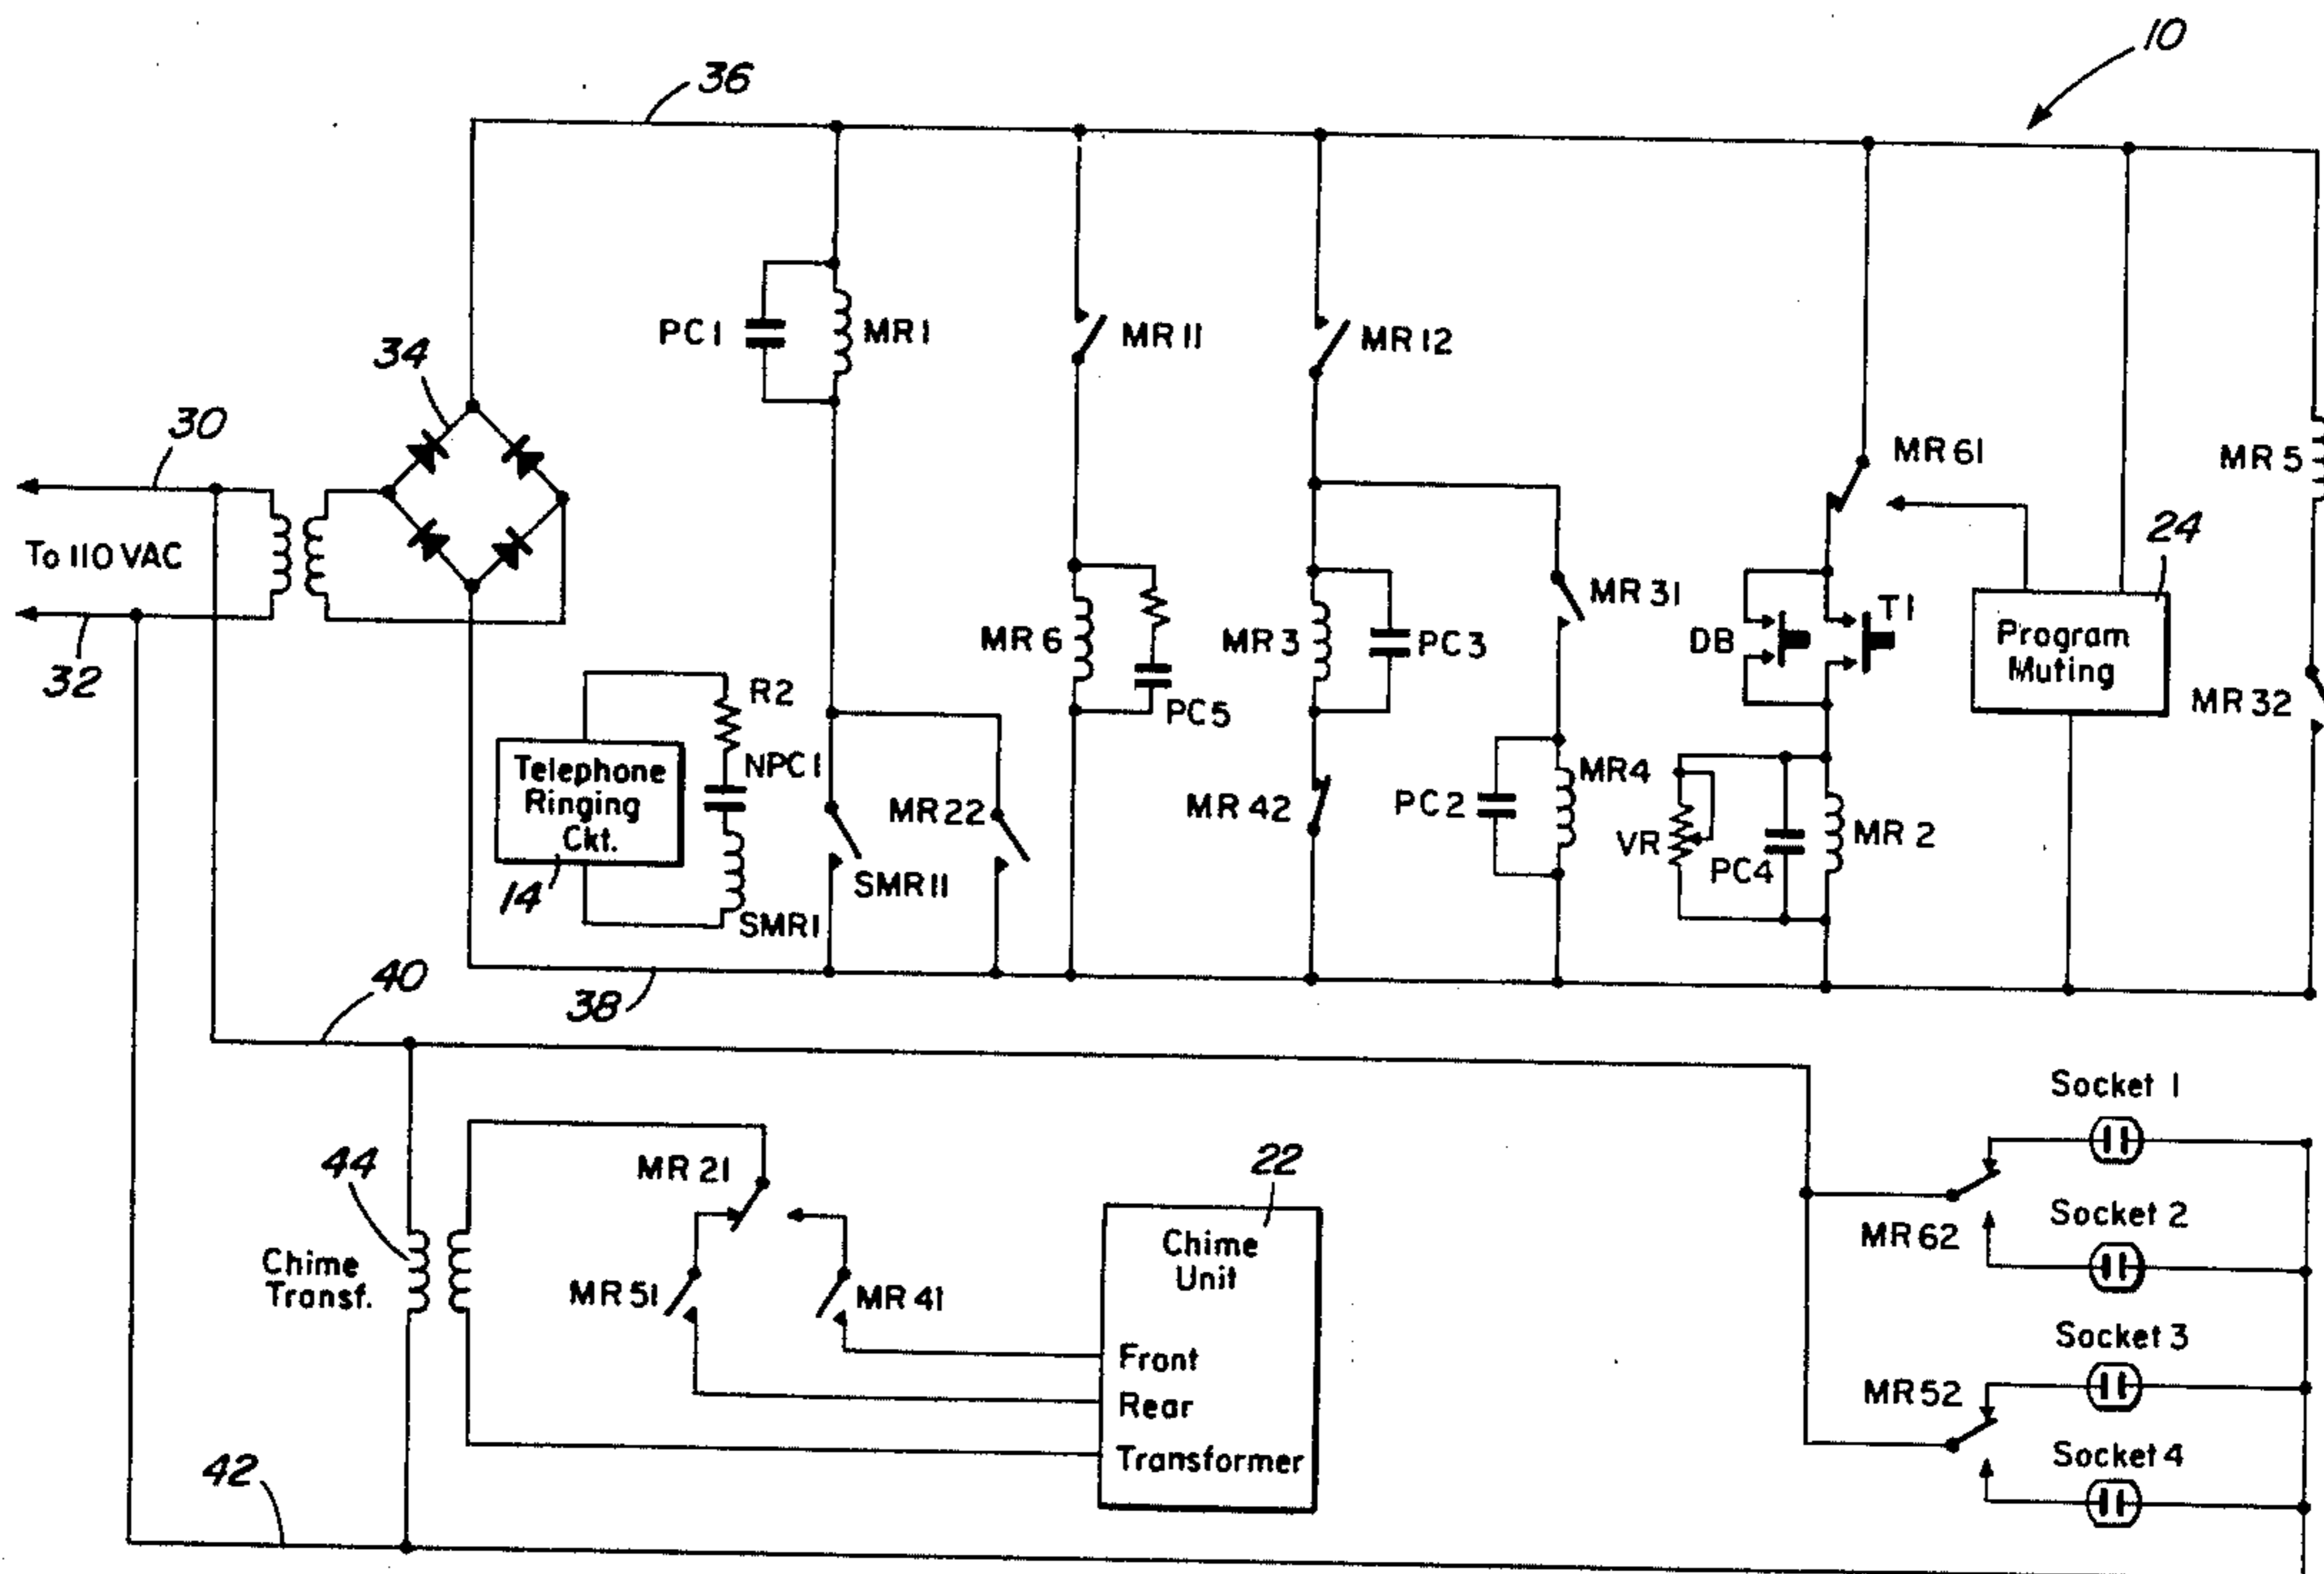 10
36
PC1
MR1
MR11
MR12
34
30
MR61
MR5
To 110 VAC
24
MR31
T1
DB
Program
Muting
MR6
MR3
PC3
32
R2
PC5
MR32
Telephone
Ringing
Ckt.
NPC1
MR22
MR42
PC2
MR4
VR
PC4
MR2
14
SMR1
SMR11
40
38
Socket 1
44
MR21
22
Socket 2
MR62
Chime
Transf.
MR51
MR41
Chime
Unit
Front
Rear
Transformer
Socket 3
MR52
Socket 4
42